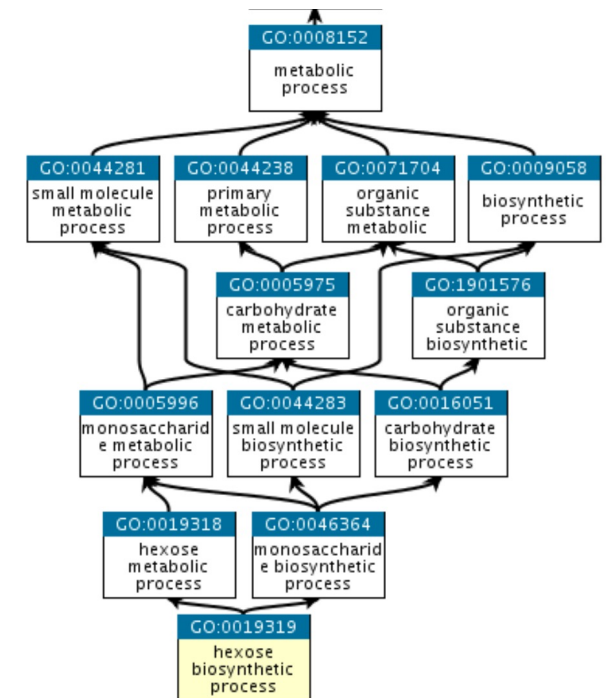 GO:0008152
metabolic
process
GO:0044281
small molecule
metabolic
process
GO:0044238
primary
metabolic
process
GO:0071704
organic
substance
metabolic
GO:0009058
biosynthetic
process
GO:0005975
carbohydrate
metabolic
process
GO:1901576
organic
substance
biosynthetic
GO:0005996
monosaccharid
e metabolic
process
GO:0044283
small molecule
biosynthetic
process
GO:0016051
carbohydrate
biosynthetic
process
GO:0019318
hexose
metabolic
process
GO:0046364
monosaccharid
e biosynthetic
process
GO:0019319
hexose
biosynthetic
process